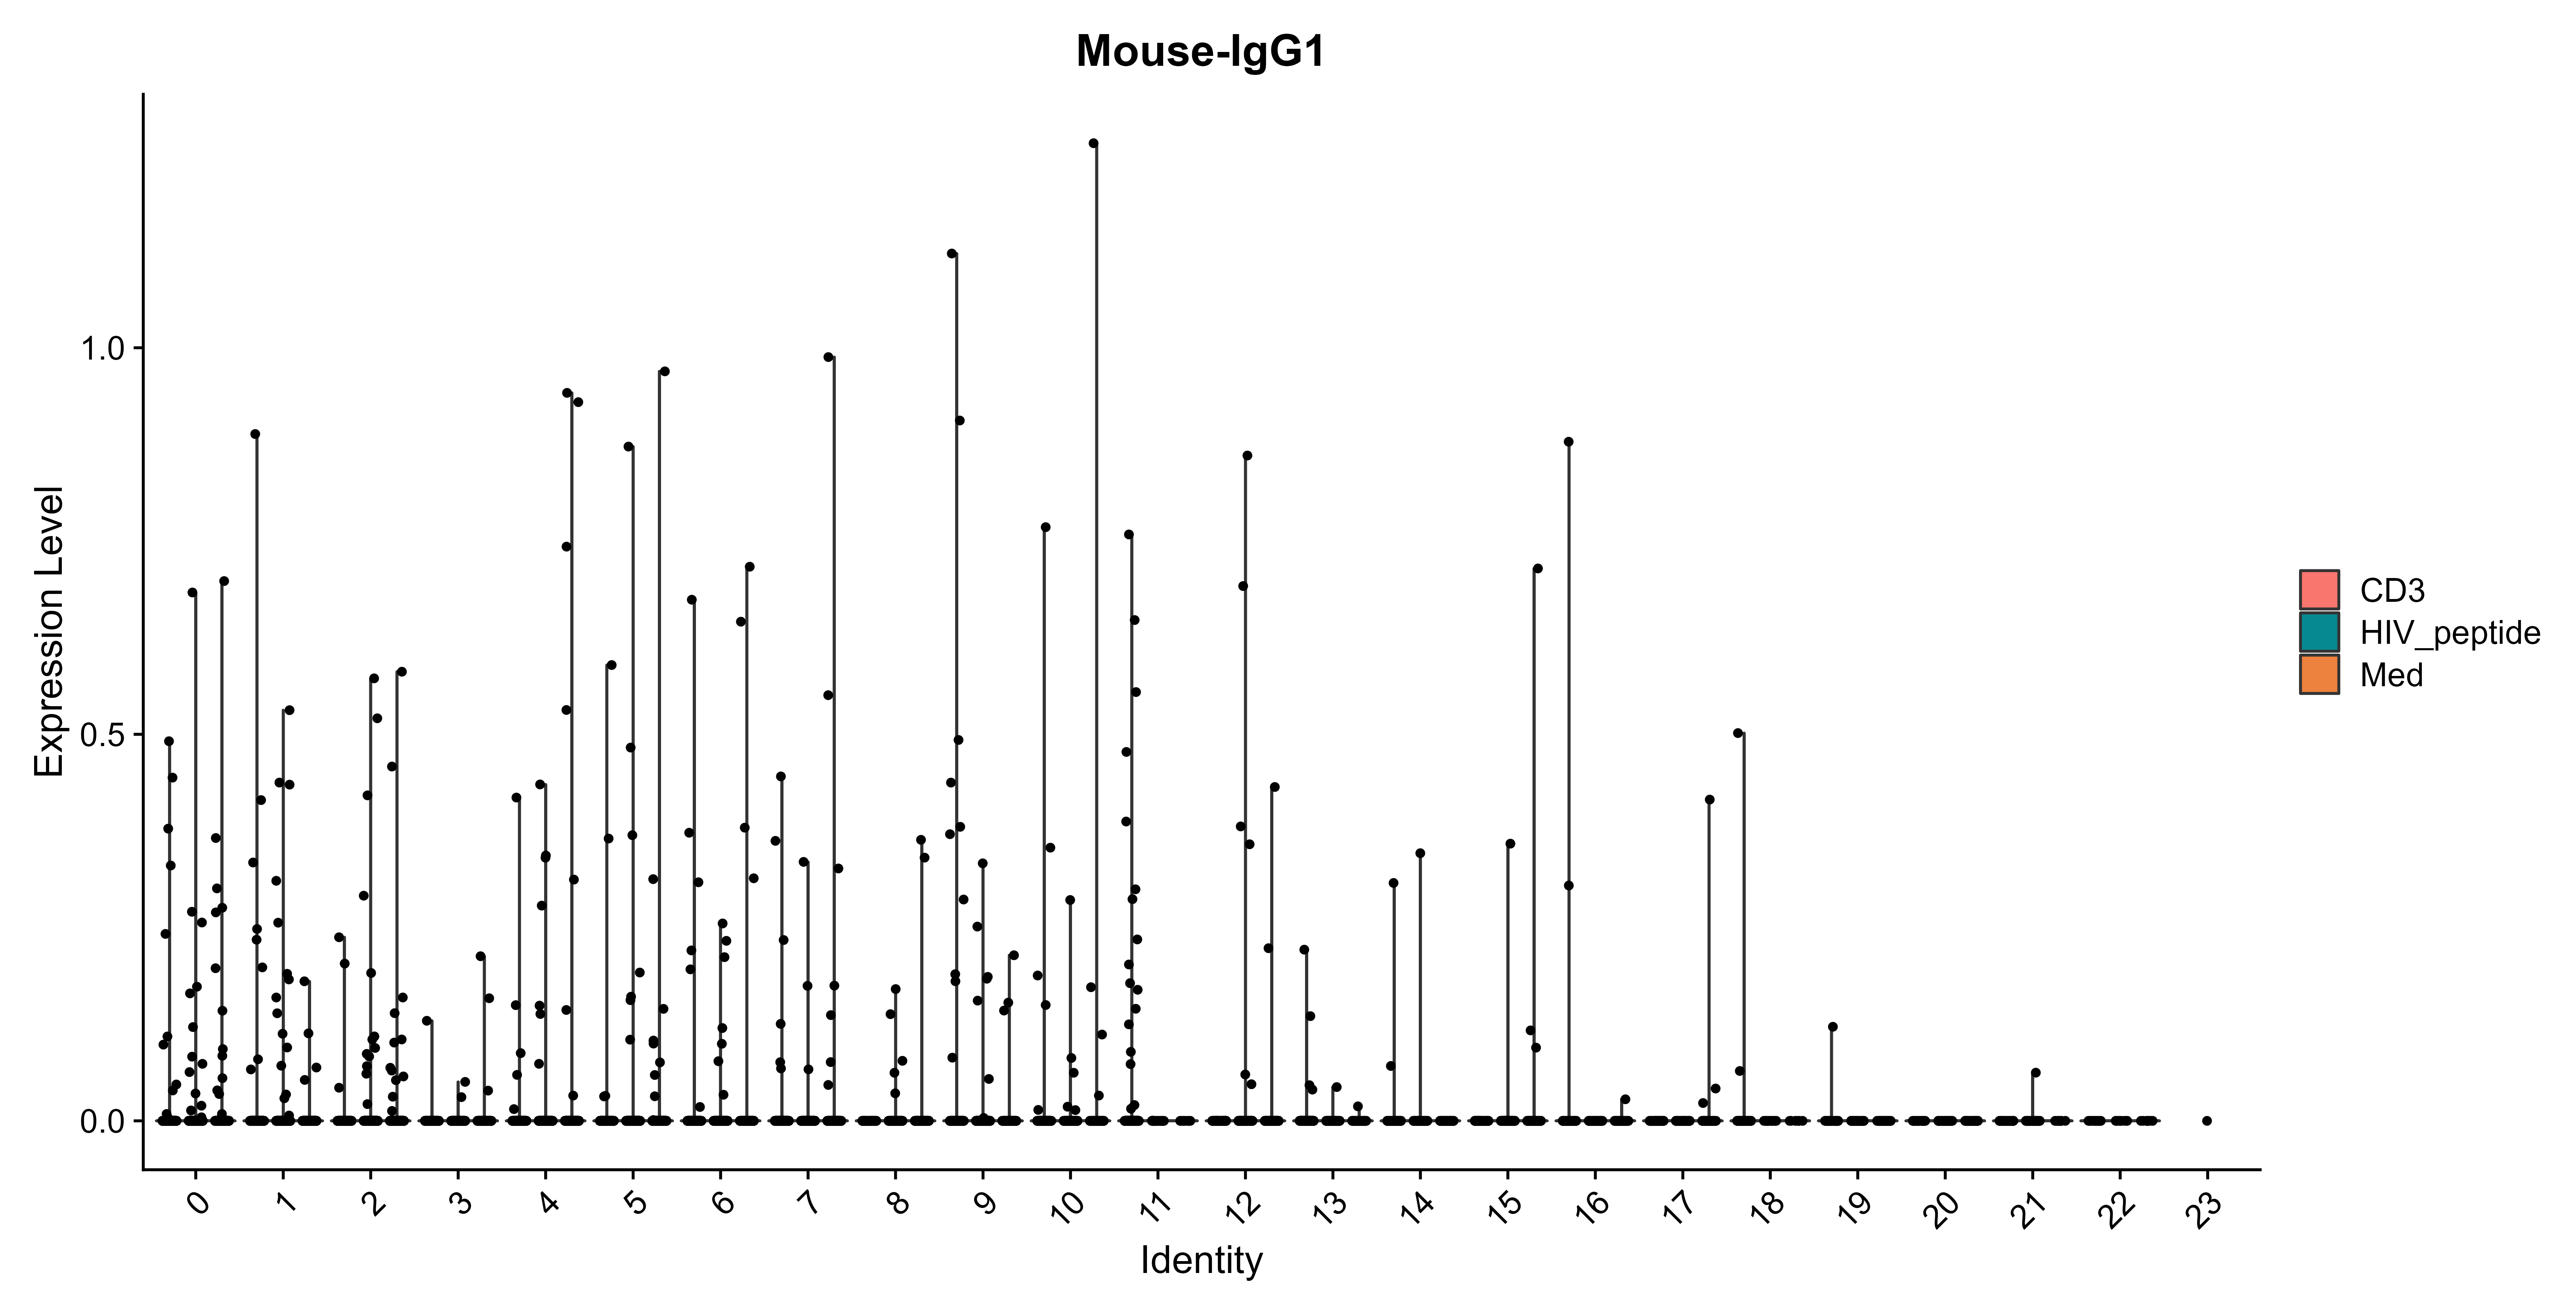 Mouse-IgG1
Expression Level
1.0
0.5
0.0
0 1 2 3 4 5 6 7 8 9 10 11 12 13 14 15 16 17 18 19 20 21 22 23
Identity
CD3
HIV_peptide
Med